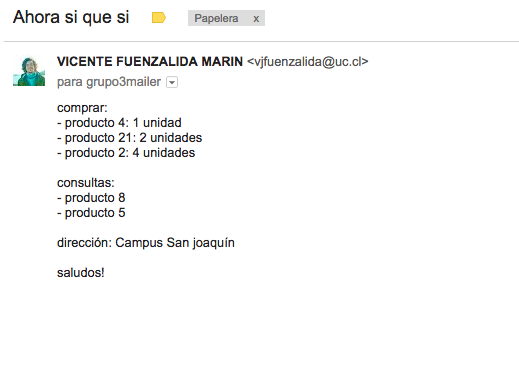 Ahora si que si
Papelera x
VICENTE FUENZALIDA MARIN <vjfuenzalida@uc.cl>
para grupo3mailer
comprar:
- producto 4: 1 unidad
- producto 21: 2 unidades
- producto 2: 4 unidades
consultas:
- producto 8
- producto 5
dirección: Campus San joaquín
saludos!